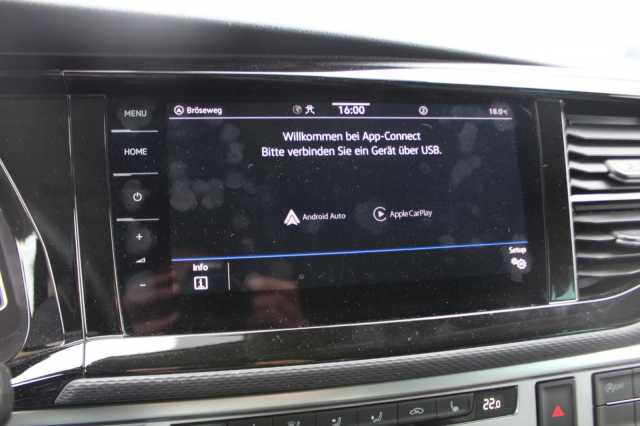 MENU
HOME
Bröseweg
16:00
18.0°C
Willkommen bei App-Connect
Bitte verbinden Sie ein Gerät über USB.
Android Auto
Apple CarPlay
Info
Setup
22.0